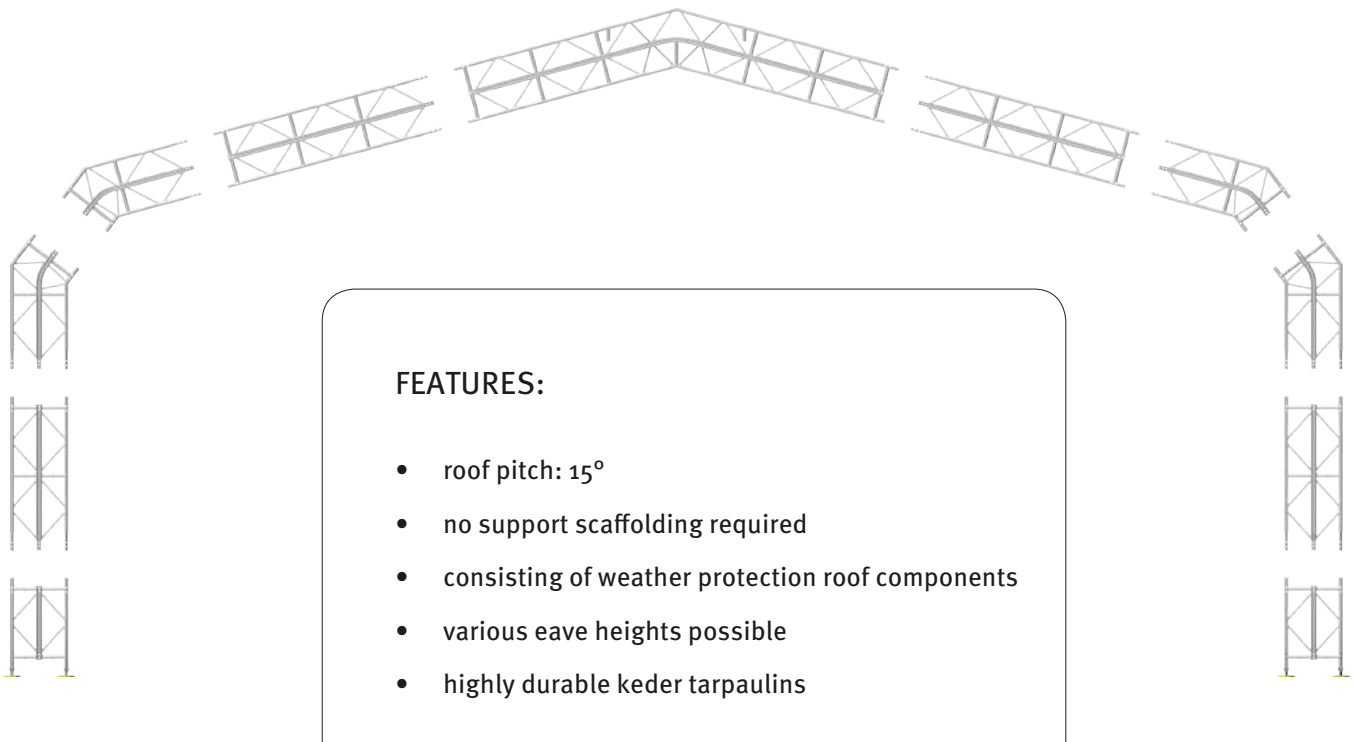 FEATURES:
• roof pitch: 15°
• no support scaffolding required
• consisting of weather protection roof components
• various eave heights possible
• highly durable keder tarpaulins